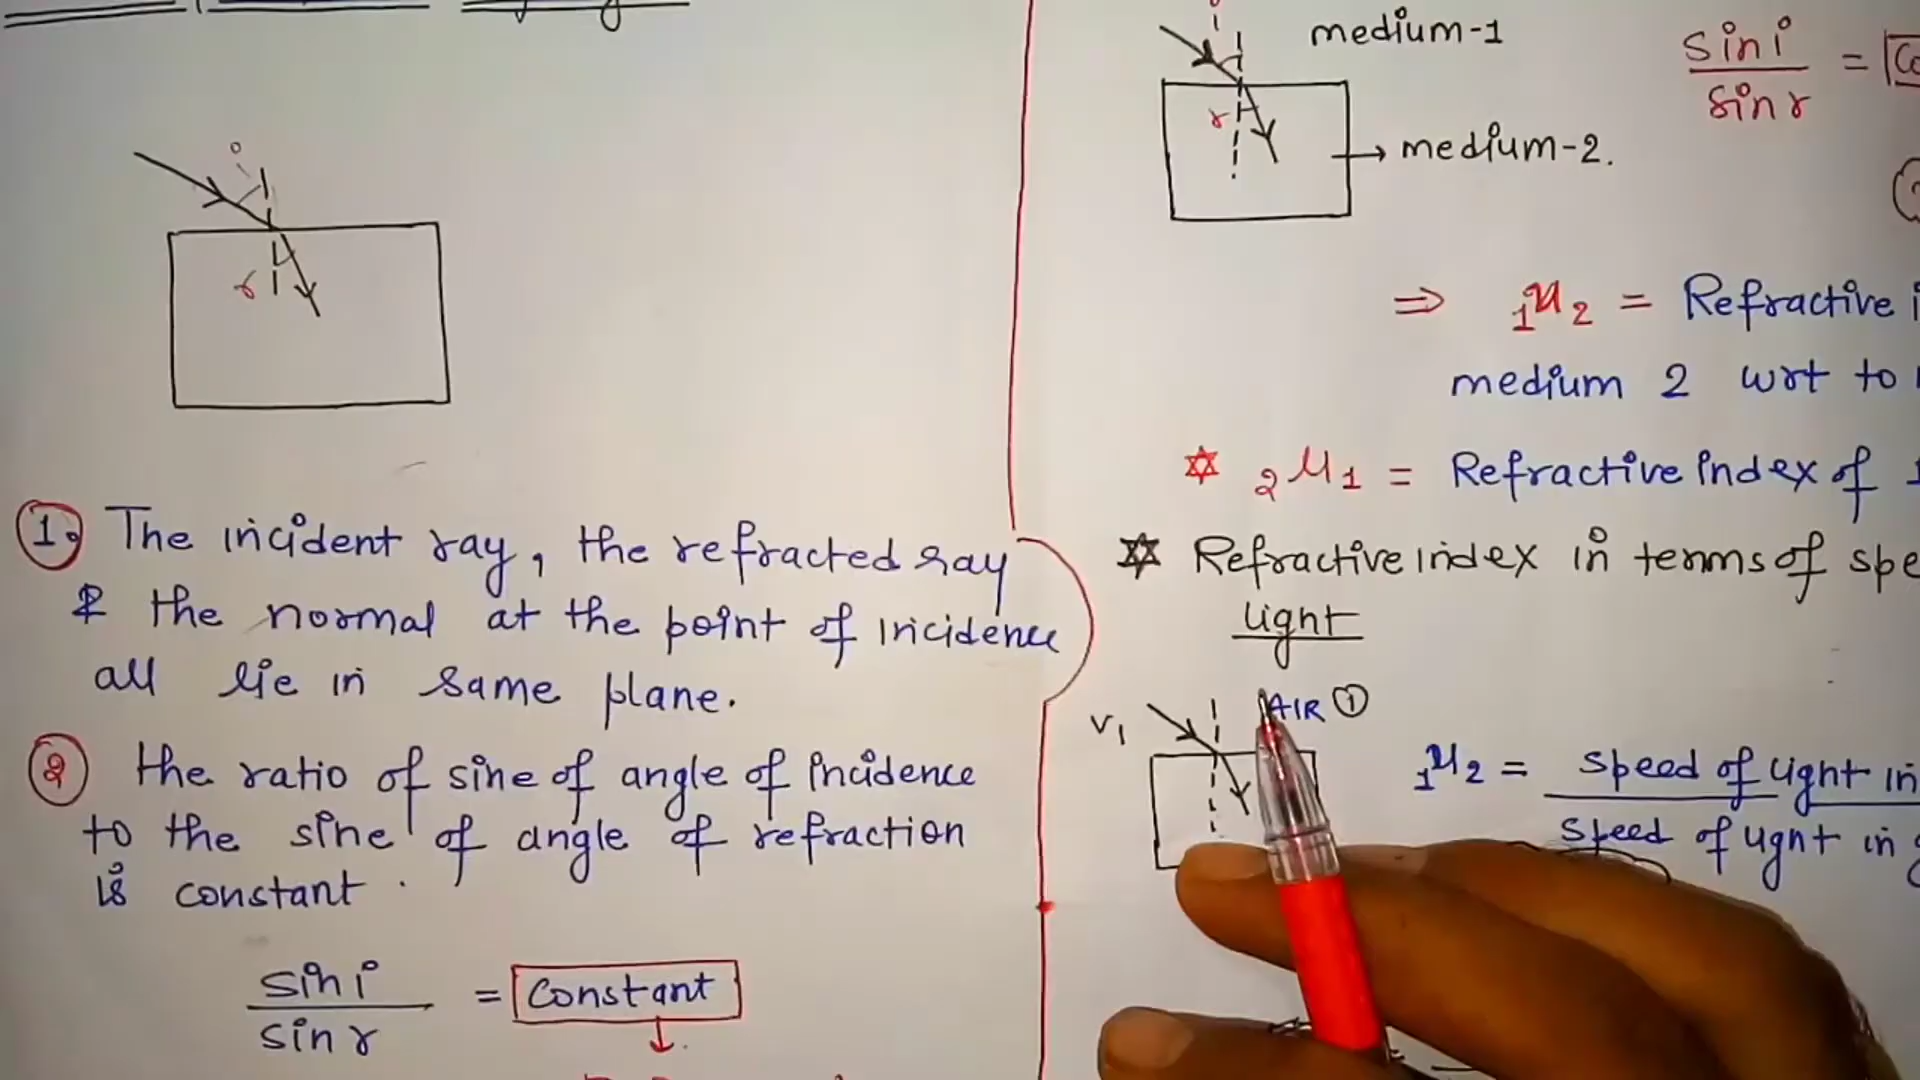 i
r
1. The incident ray, the refracted ray
& the normal at the point of incidence
all lie in same plane.
2 the ratio of sine of angle of incidence
to the sine of angle of refraction
is constant.
sin i / sin r = Constant
i
medium-1
r
medium-2.
sin i / sin r =
⇒ 1μ2 = Refractive
medium 2 wrt to
2μ1 = Refractive index of 1
Refractive index in terms of
light
V1
AIR 1
1μ2 = speed of light in
speed of light in